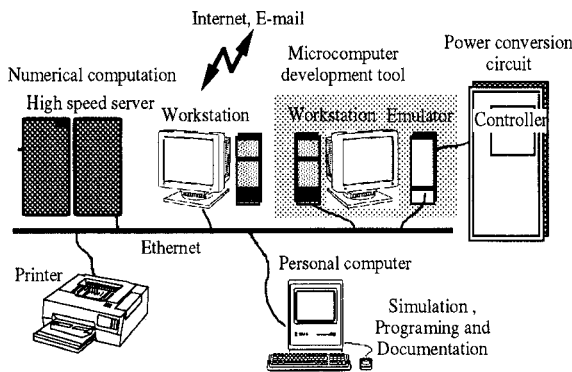 Internet, E-mail
Power conversion
circuit
Microcomputer
development tool
Numerical computation
High speed server
Workstation
Workstation
Emulator
Controller
Ethernet
Printer
Personal computer
Simulation ,
Programing and
Documentation